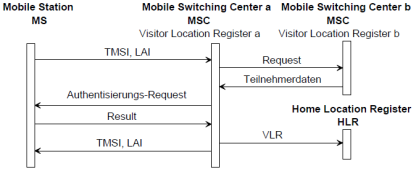 Mobile Station
MS
Mobile Switching Center a
MSC
Visitor Location Register a
Mobile Switching Center b
MSC
Visitor Location Register b
TMSI, LAI
Request
Teilnehmerdaten
Authentisierungs-Request
Home Location Register
HLR
Result
VLR
TMSI, LAI